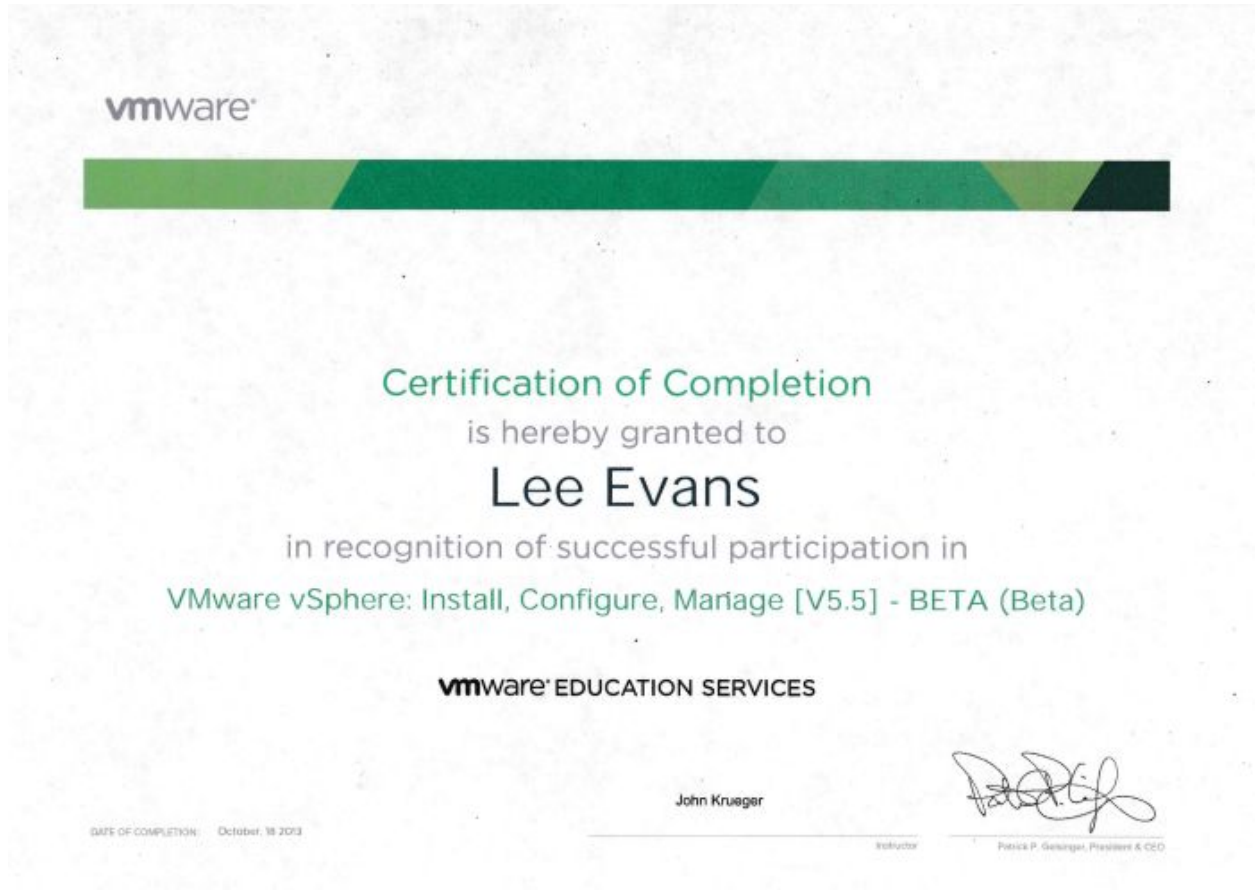 vmware®
Certification of Completion
is hereby granted to
Lee Evans
in recognition of successful participation in
VMware vSphere: Install, Configure, Manage [V5.5] - BETA (Beta)
vmware® EDUCATION SERVICES
John Krueger
DATE OF COMPLETION: October, 18 2013
Instructor
Patrick P. Gelsinger, President & CEO